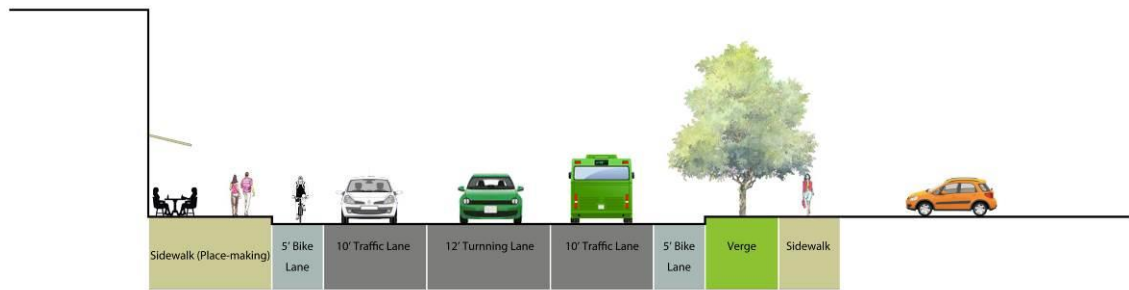 Sidewalk (Place-making)
5' Bike
Lane
10' Traffic Lane
12' Turnning Lane
10' Traffic Lane
5' Bike
Lane
Verge
Sidewalk